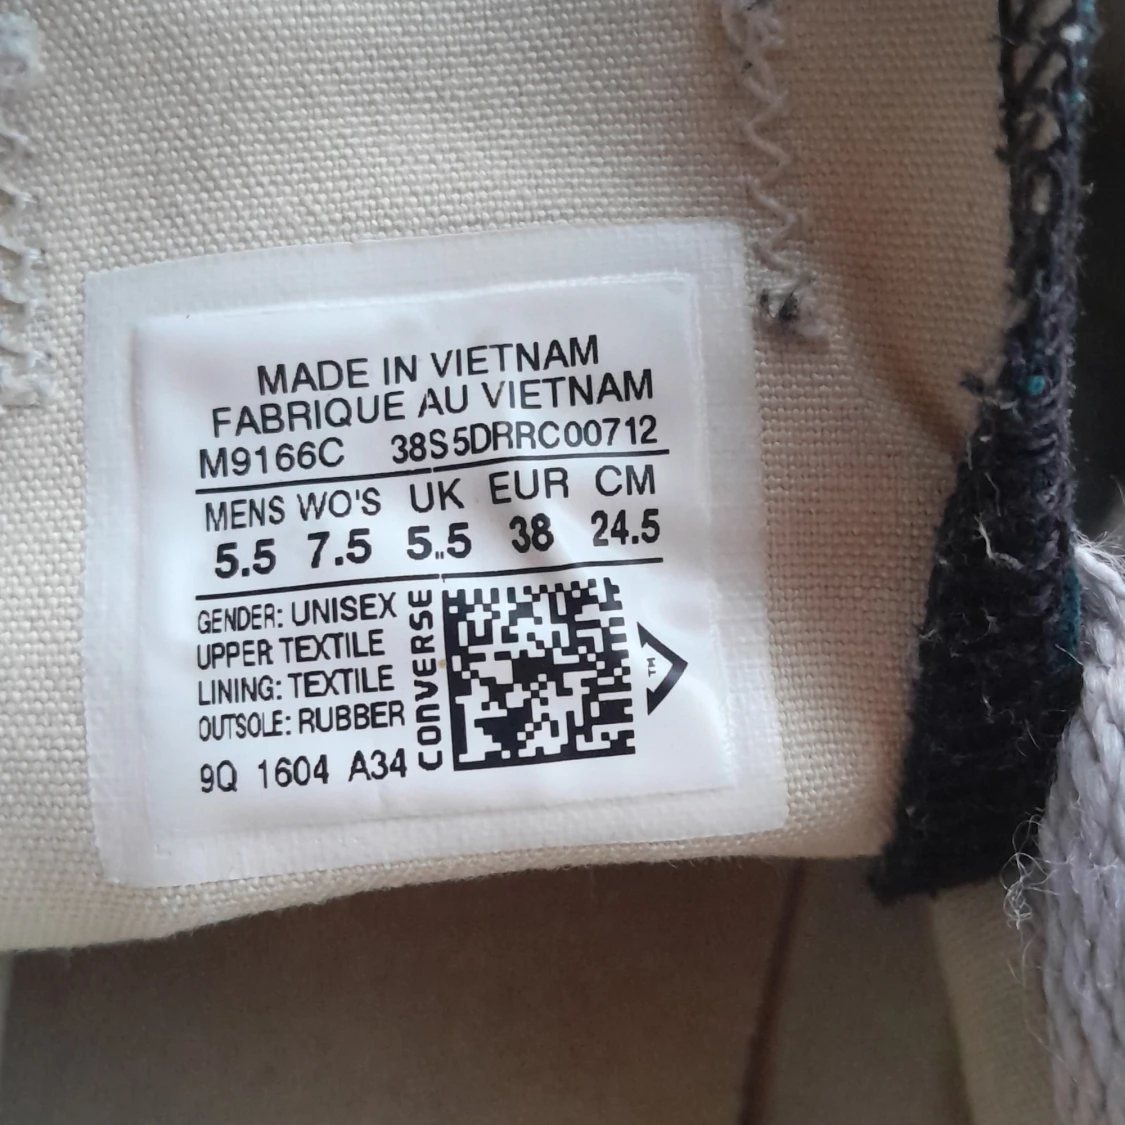 MADE IN VIETNAM
FABRIQUE AU VIETNAM
M9166C 38S5DRRC00712
MENS WO'S UK EUR CM
5.5 7.5 5.5 38 24.5
GENDER: UNISEX
UPPER TEXTILE
LINING: TEXTILE
OUTSOLE: RUBBER
9Q 1604 A34
CONVERSE
TM